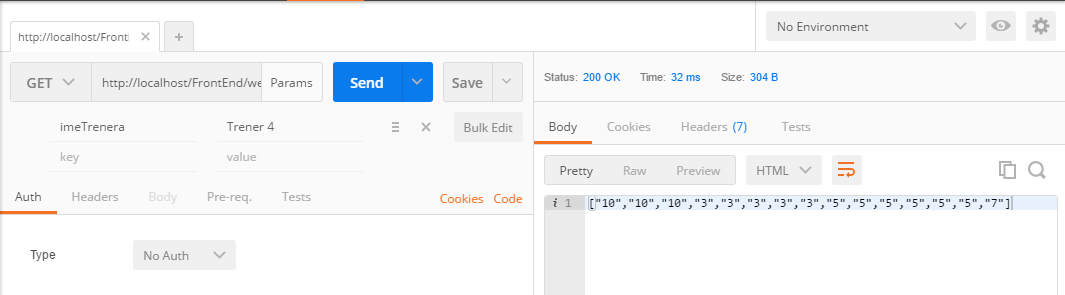 http://localhost/FrontE
No Environment
GET
http://localhost/FrontEnd/we
Params
Send
Save
Status: 200 OK Time: 32 ms Size: 304 B
imeTrenera
Trener 4
Bulk Edit
key
value
Body
Cookies
Headers (7)
Tests
Pretty
Raw
Preview
HTML
Auth
Headers
Body
Pre-req.
Tests
Cookies
Code
i 1 ["10","10","10","3","3","3","3","3","5","5","5","5","5","5","7"]
Type
No Auth